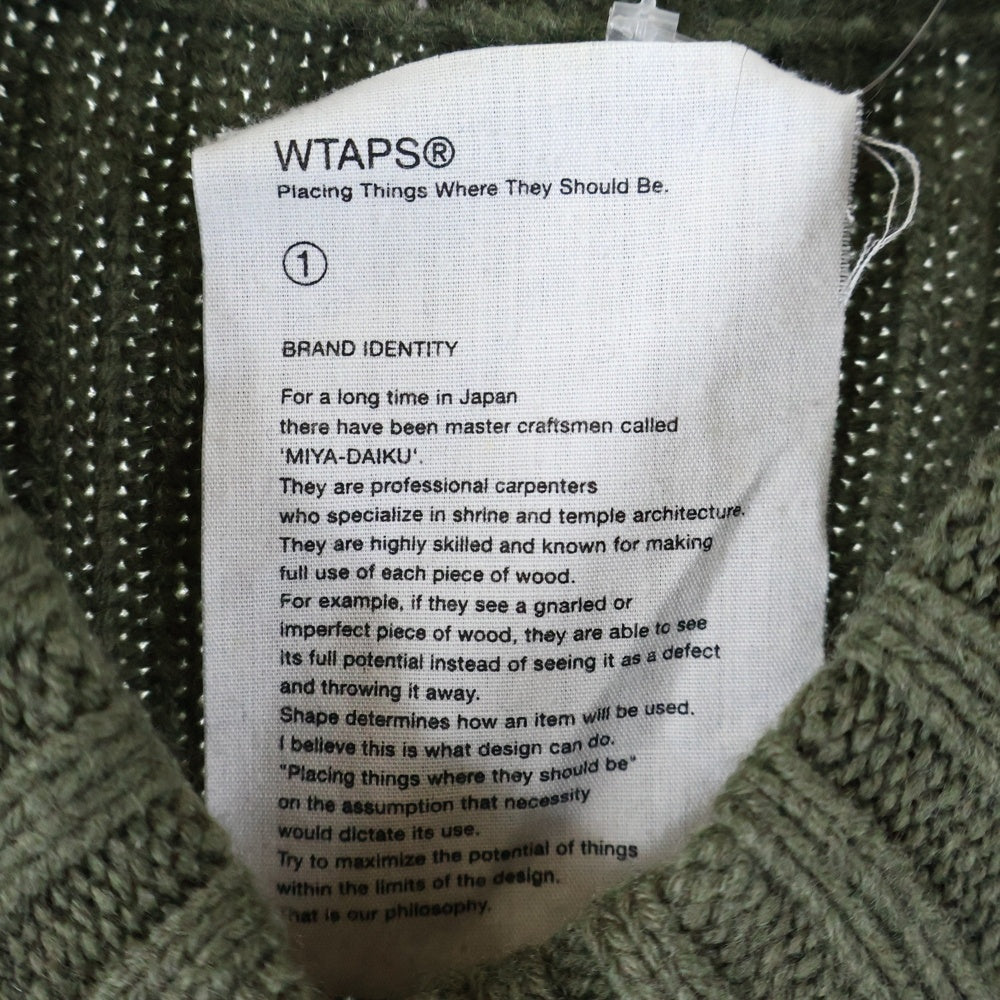 WTAPS®
Placing Things Where They Should Be.
①
BRAND IDENTITY
For a long time in Japan
there have been master craftsmen called
'MIYA-DAIKU'.
They are professional carpenters
who specialize in shrine and temple architecture.
They are highly skilled and known for making
full use of each piece of wood.
For example, if they see a gnarled or
imperfect piece of wood, they are able to see
its full potential instead of seeing it as a defect
and throwing it away.
Shape determines how an item will be used.
I believe this is what design can do.
"Placing things where they should be"
on the assumption that necessity
would dictate its use.
Try to maximize the potential of things
within the limits of the design.
That is our philosophy.